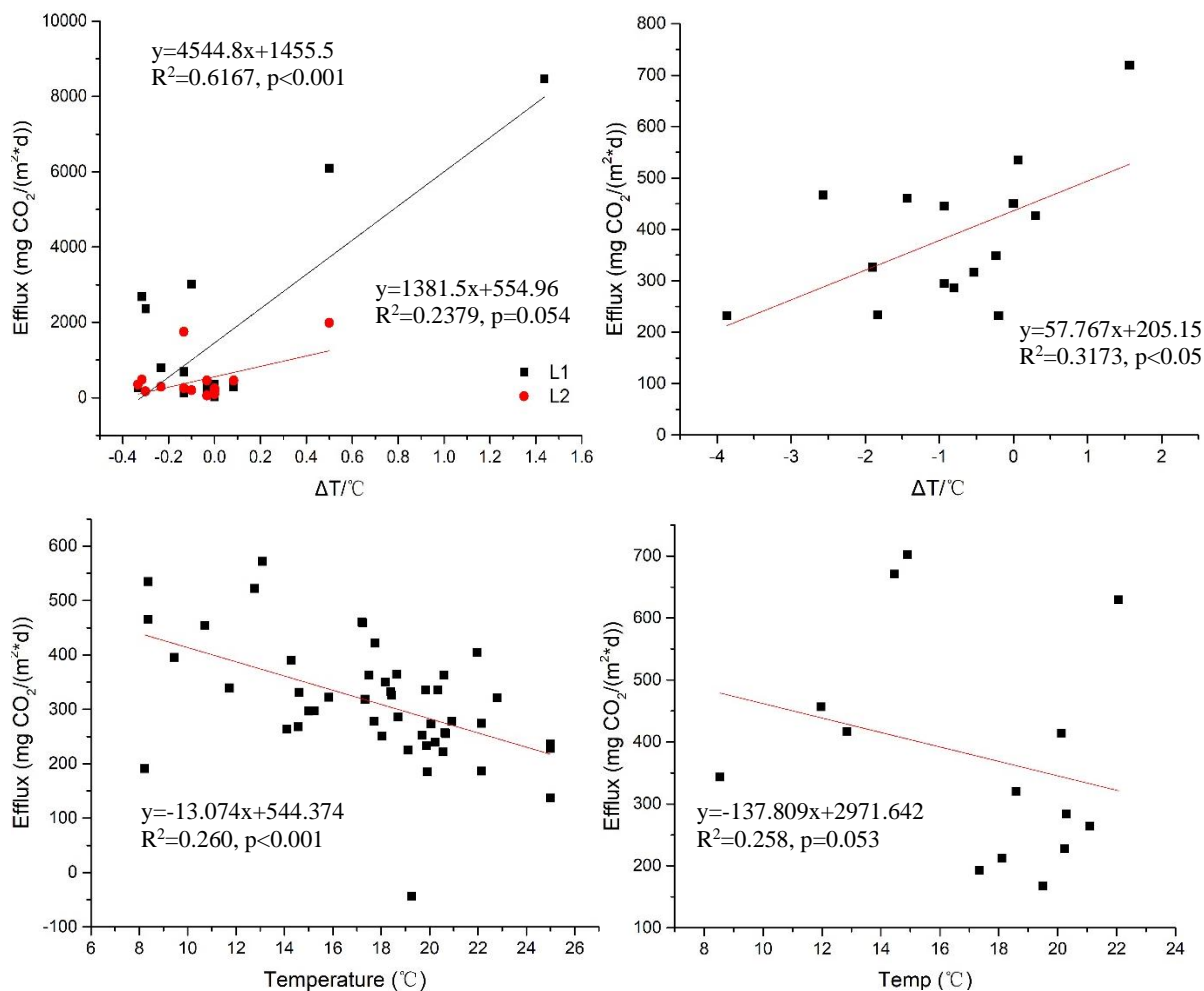 10000
8000
6000
4000
2000
0
Efflux (mg CO₂/(m²*d))
y=4544.8x+1455.5
R²=0.6167, p<0.001
y=1381.5x+554.96
R²=0.2379, p=0.054
L1
L2
-0.4 -0.2 0.0 0.2 0.4 0.6 0.8 1.0 1.2 1.4 1.6
ΔT/℃
800
700
600
500
400
300
200
100
0
Efflux (mg CO₂/(m²*d))
y=57.767x+205.15
R²=0.3173, p<0.05
-4 -3 -2 -1 0 1 2
ΔT/℃
600
500
400
300
200
100
0
-100
Efflux (mg CO₂/(m²*d))
y=-13.074x+544.374
R²=0.260, p<0.001
6 8 10 12 14 16 18 20 22 24 26
Temperature (℃)
700
600
500
400
300
200
100
Efflux (mg CO₂/(m²*d))
y=-137.809x+2971.642
R²=0.258, p=0.053
8 10 12 14 16 18 20 22 24
Temp (℃)